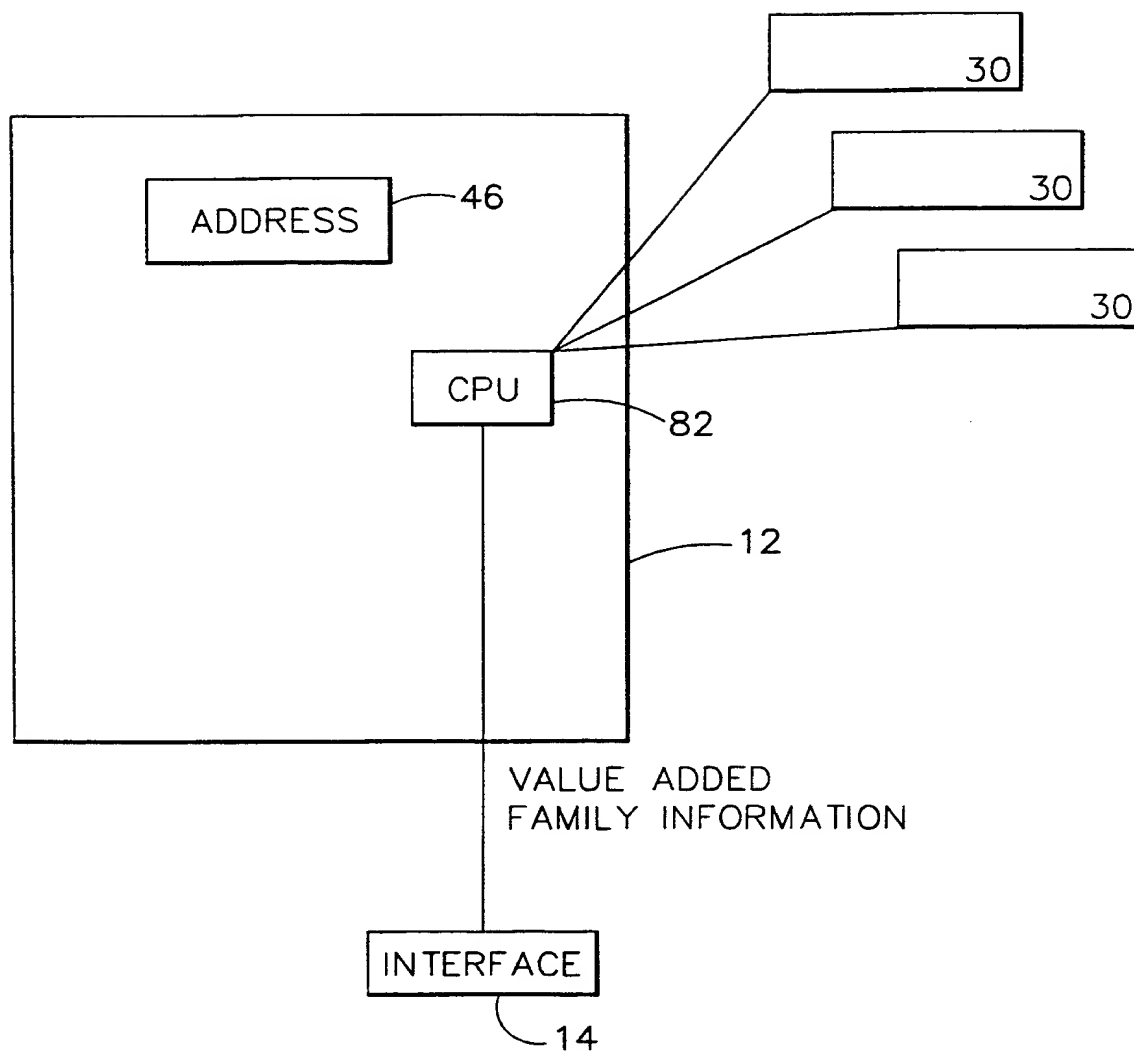 30
30
30
ADDRESS
46
CPU
82
12
VALUE ADDED
FAMILY INFORMATION
INTERFACE
14